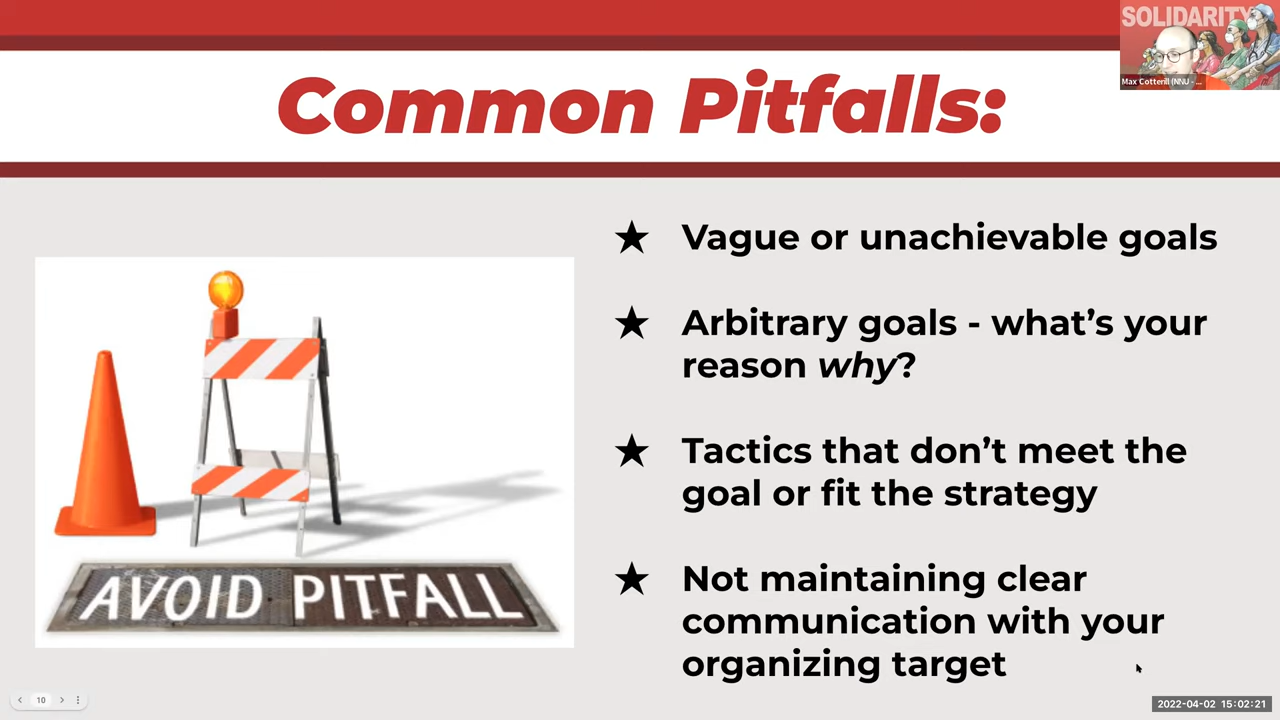 SOLIDARITY
Max Cotterill (NNU - ...
Common Pitfalls:
★ Vague or unachievable goals
★ Arbitrary goals - what’s your
reason why?
★ Tactics that don’t meet the
goal or fit the strategy
★ Not maintaining clear
communication with your
organizing target
AVOID PITFALL
10
2022-04-02 15:02:21